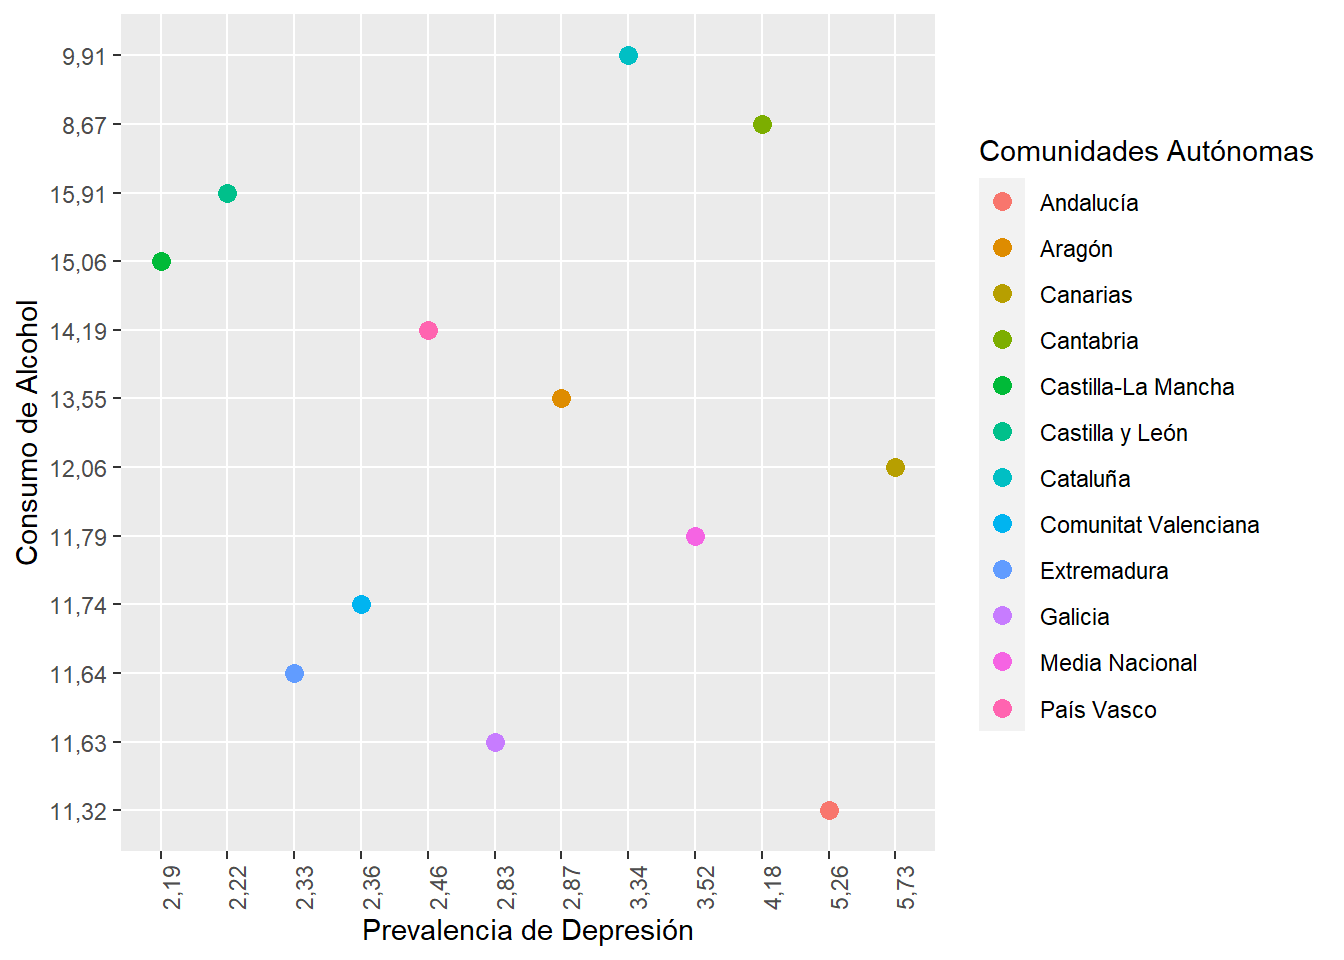 9,91
8,67
15,91
15,06
14,19
13,55
12,06
11,79
11,74
11,64
11,63
11,32
Consumo de Alcohol
2,19
2,22
2,33
2,36
2,46
2,83
2,87
3,34
3,52
4,18
5,26
5,73
Prevalencia de Depresión
Comunidades Autónomas
Andalucía
Aragón
Canarias
Cantabria
Castilla-La Mancha
Castilla y León
Cataluña
Comunitat Valenciana
Extremadura
Galicia
Media Nacional
País Vasco